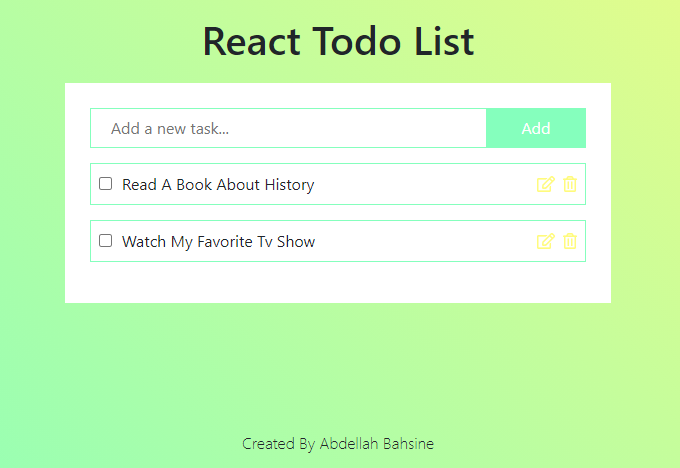 React Todo List
Add a new task...
Add
Read A Book About History
Watch My Favorite Tv Show
Created By Abdellah Bahsine